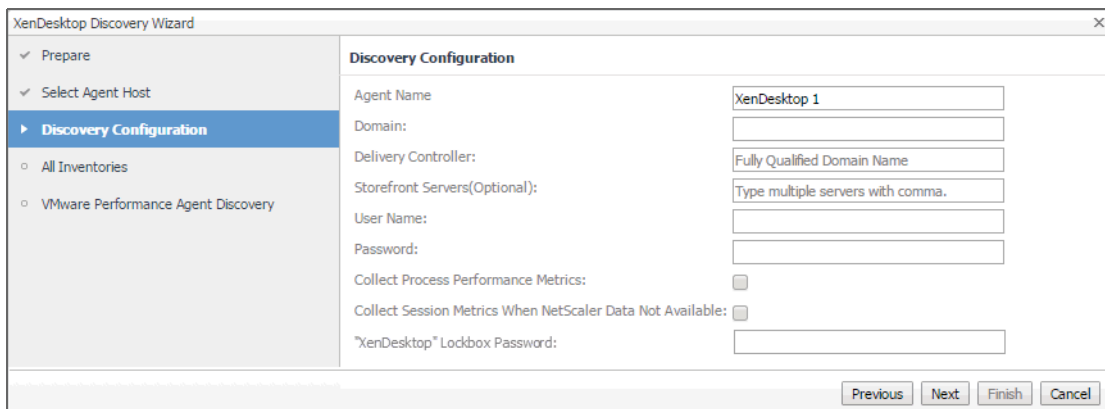 XenDesktop Discovery Wizard
Prepare
Select Agent Host
Discovery Configuration
All Inventories
VMware Performance Agent Discovery
Discovery Configuration
Agent Name
XenDesktop 1
Domain:
Delivery Controller:
Fully Qualified Domain Name
Storefront Servers(Optional):
Type multiple servers with comma.
User Name:
Password:
Collect Process Performance Metrics:
Collect Session Metrics When NetScaler Data Not Available:
"XenDesktop" Lockbox Password:
Previous Next Finish Cancel